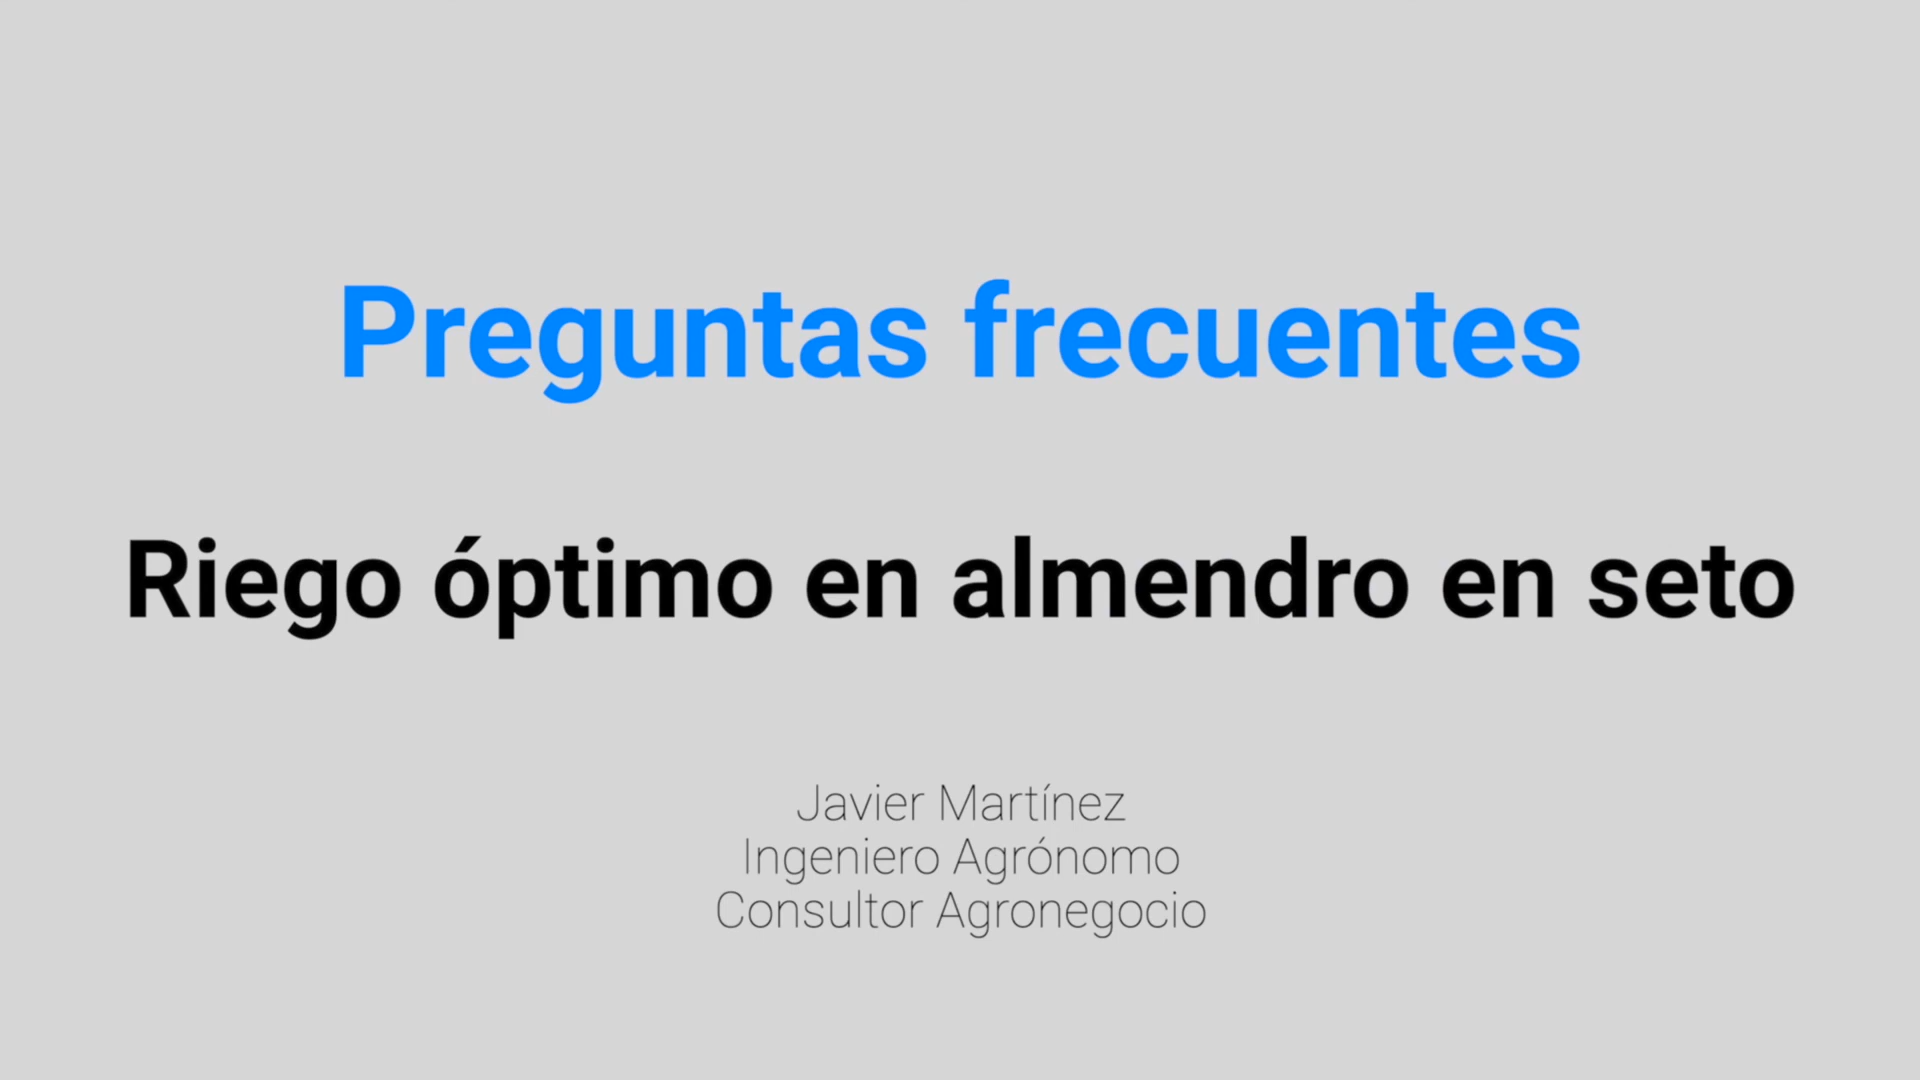 Preguntas frecuentes
Riego óptimo en almendro en seto
Javier Martínez
Ingeniero Agrónomo
Consultor Agronegocio